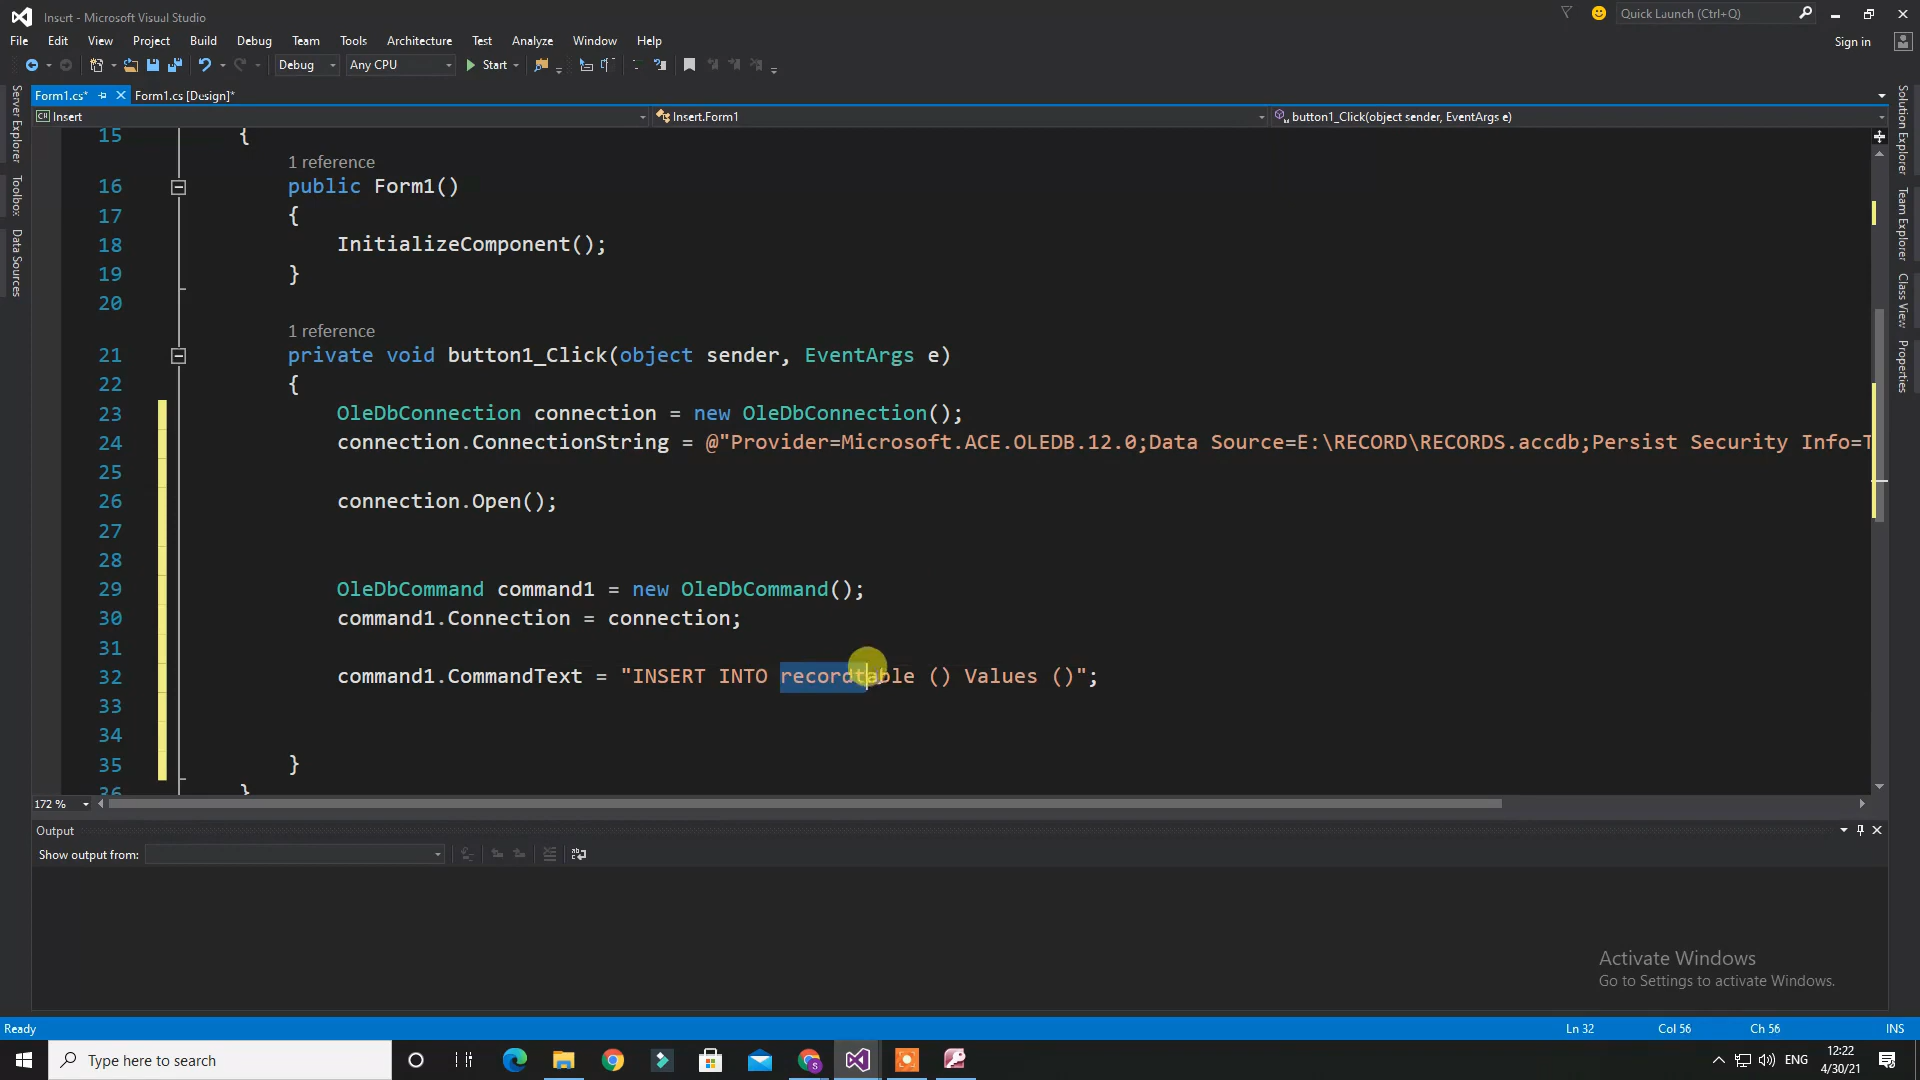 Insert - Microsoft Visual Studio
Quick Launch (Ctrl+Q)
File Edit View Project Build Debug Team Tools Architecture Test Analyze Window Help
Sign in
Debug Any CPU Start
Form1.cs* Form1.cs [Design]*
Insert Insert.Form1 button1_Click(object sender, EventArgs e)
Server Explorer
Toolbox
Data Sources
15 {
1 reference
16 public Form1()
17 {
18 InitializeComponent();
19 }
20
1 reference
21 private void button1_Click(object sender, EventArgs e)
22 {
23 OleDbConnection connection = new OleDbConnection();
24 connection.ConnectionString = @"Provider=Microsoft.ACE.OLEDB.12.0;Data Source=E:\RECORD\RECORDS.accdb;Persist Security Info=T
25
26 connection.Open();
27
28
29 OleDbCommand command1 = new OleDbCommand();
30 command1.Connection = connection;
31
32 command1.CommandText = "INSERT INTO recordtable () Values ()";
33
34
35 }
36 }
Solution Explorer
Team Explorer
Class View
Properties
172 %
Output
Show output from:
Activate Windows
Go to Settings to activate Windows.
Ready Ln 32 Col 56 Ch 56 INS
Type here to search
S
ENG
12:22
4/30/21